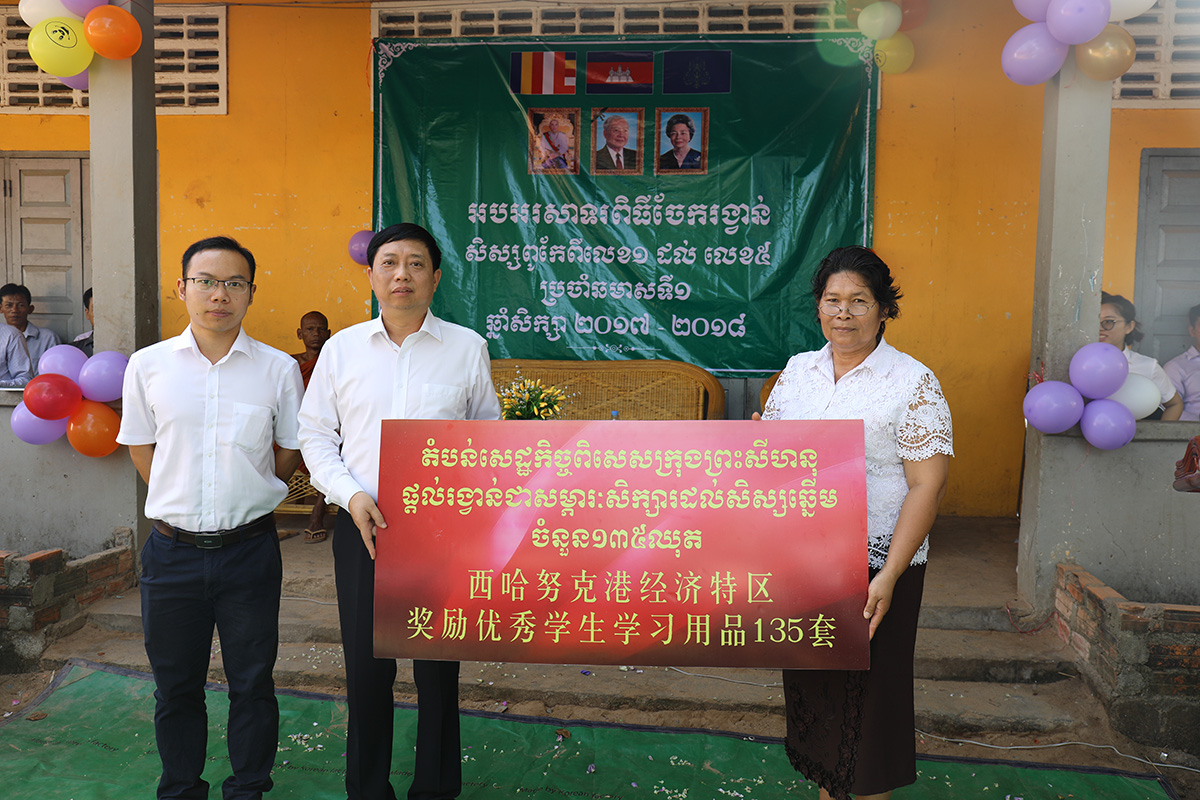 អបអរសាទរពិធីចែករង្វាន់
សិស្សពូកែពីលេខ១ ដល់ លេខ៥
ប្រចាំឆមាសទី១
ឆ្នាំសិក្សា ២០១៧ - ២០១៨
តំបន់សេដ្ឋកិច្ចពិសេសក្រុងព្រះសីហនុ
ផ្តល់រង្វាន់ជាសម្ភារៈសិក្សារដល់សិស្សឆ្នើម
ចំនួន១៣៥ឈុត
西哈努克港经济特区
奖励优秀学生学习用品135套